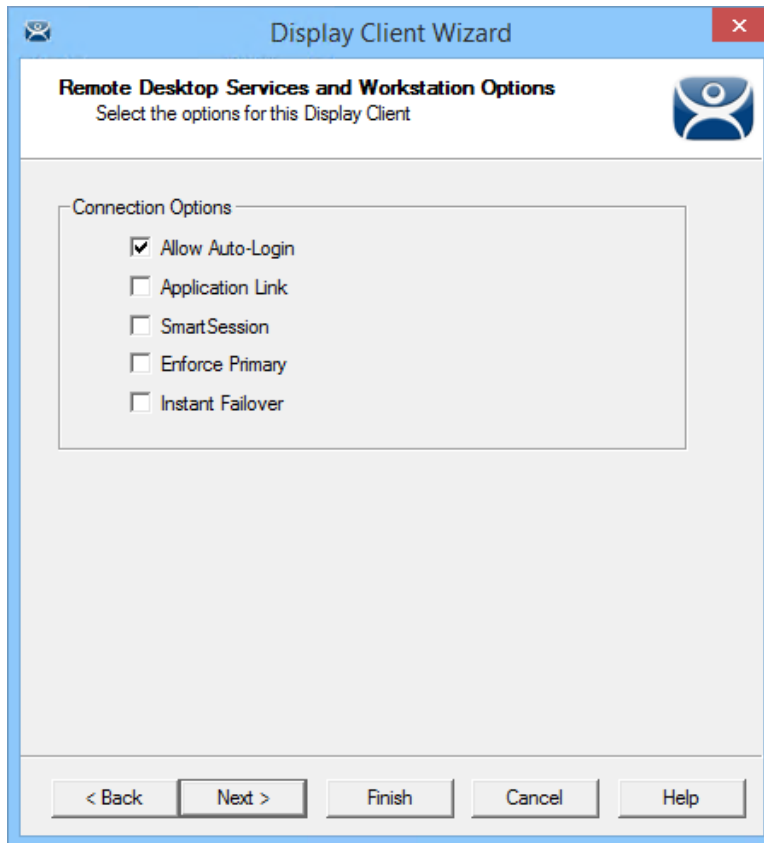 Display Client Wizard
Remote Desktop Services and Workstation Options
Select the options for this Display Client
Connection Options
Allow Auto-Login
Application Link
SmartSession
Enforce Primary
Instant Failover
< Back Next > Finish Cancel Help